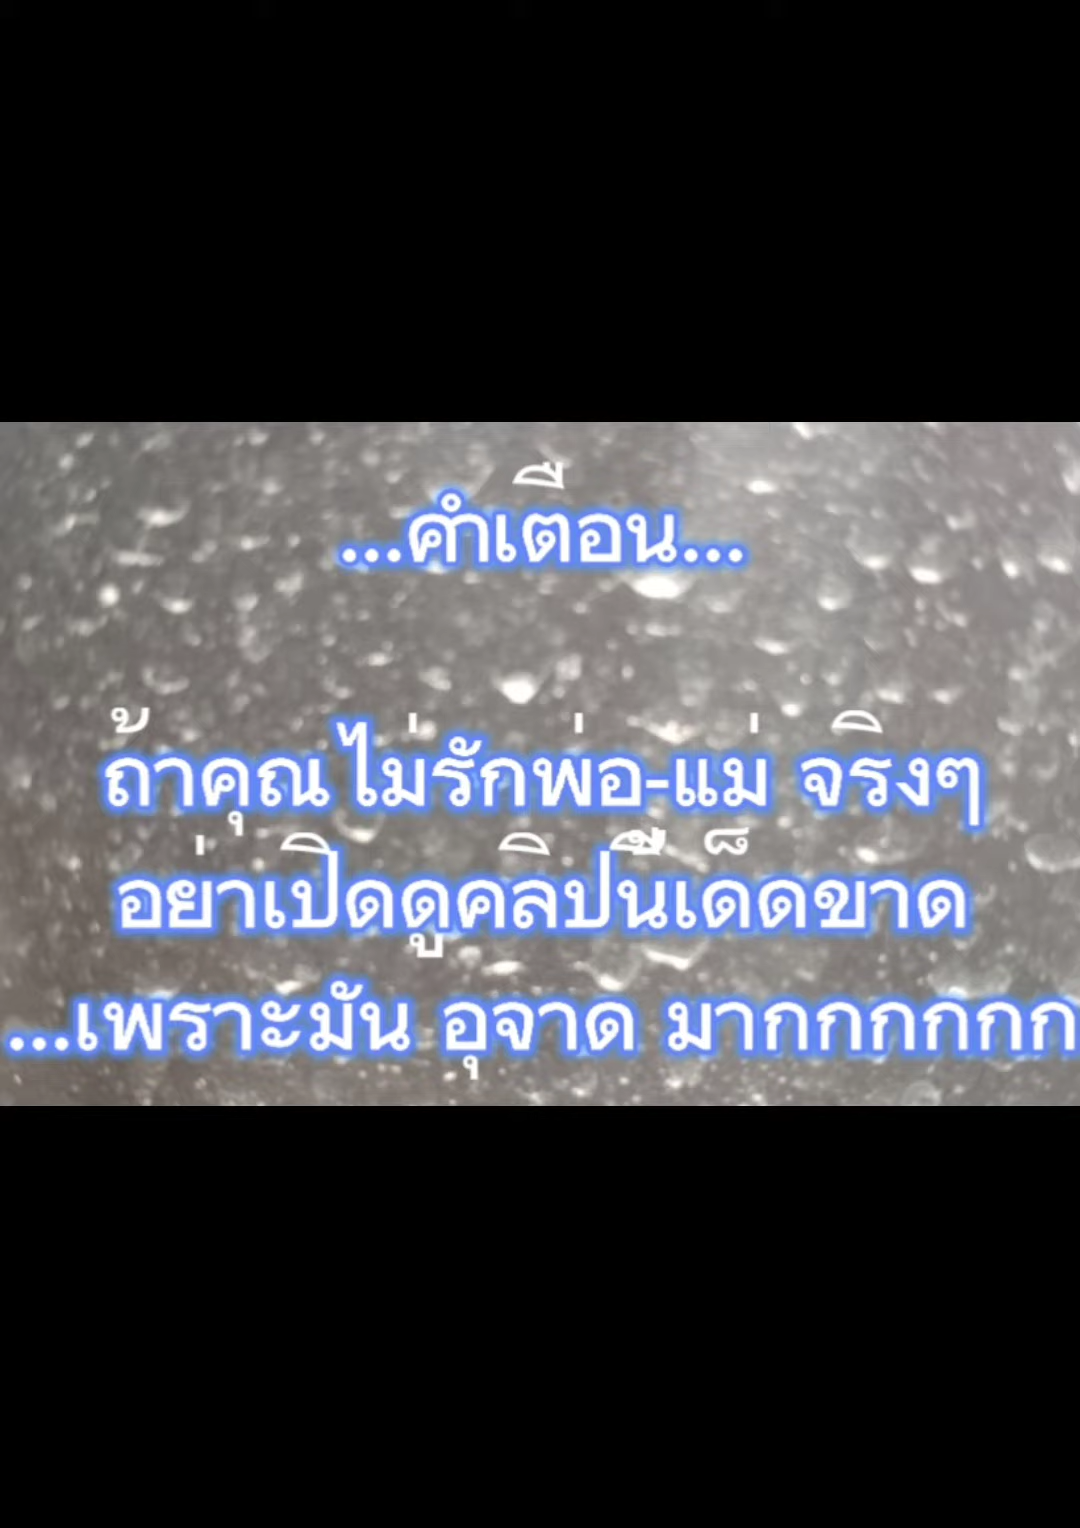 ...คำเตือน...
ถ้าคุณไม่รักพ่อ-แม่ จริงๆ
อย่าเปิดดูคลิปนี้เด็ดขาด
...เพราะมัน อุจาด มากกกกกก